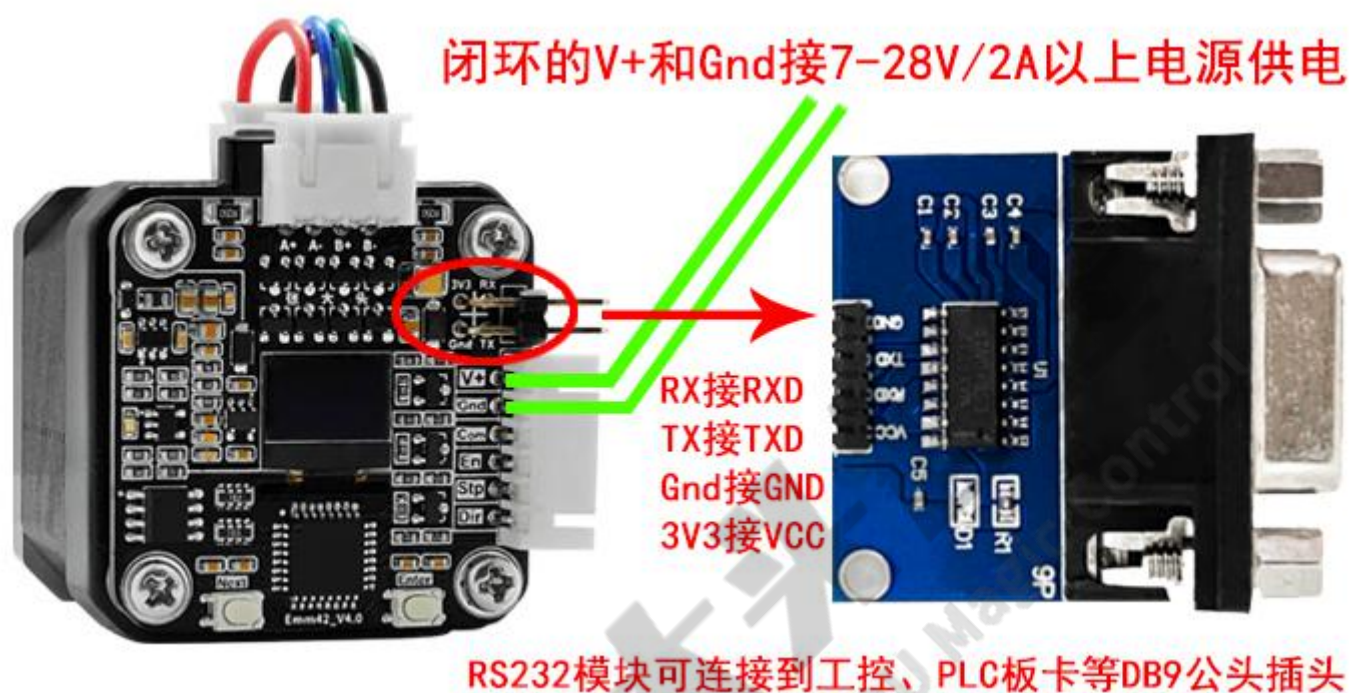 闭环的V+和Gnd接7-28V/2A以上电源供电
A+ A- B+ B-
3V3 RX
Gnd TX
V+
Gnd
Com
En
Stp
Dir
Next
Enter
Emm42_V4.0
RX接RXD
TX接TXD
Gnd接GND
3V3接VCC
C1 C2 C3 C4
GND
TXD
RXD
VCC
U1
C5
D1
R1
RS232模块可连接到工控、PLC板卡等DB9公头插头